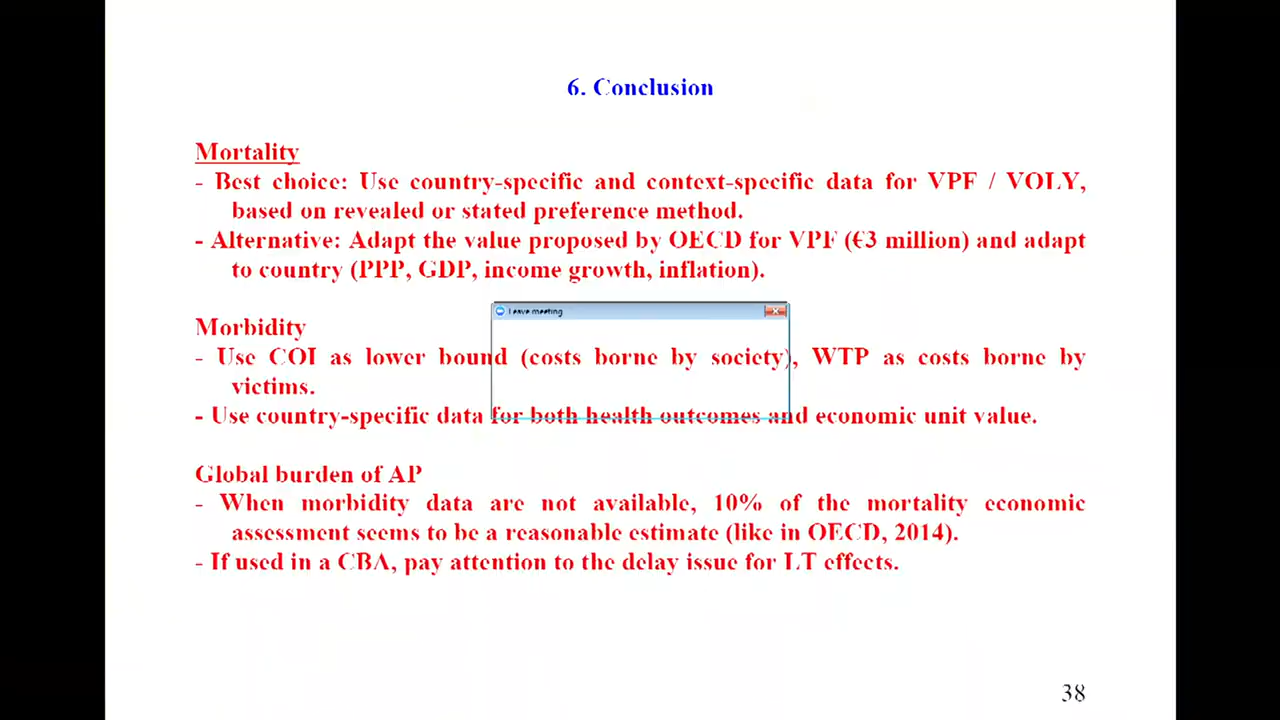 6. Conclusion
Mortality
- Best choice: Use country-specific and context-specific data for VPF / VOLY,
based on revealed or stated preference method.
- Alternative: Adapt the value proposed by OECD for VPF (€3 million) and adapt
to country (PPP, GDP, income growth, inflation).
Leave meeting
Morbidity
- Use COI as lower bound (costs borne by society), WTP as costs borne by
victims.
- Use country-specific data for both health outcomes and economic unit value.
Global burden of AP
- When morbidity data are not available, 10% of the mortality economic
assessment seems to be a reasonable estimate (like in OECD, 2014).
- If used in a CBA, pay attention to the delay issue for LT effects.
38